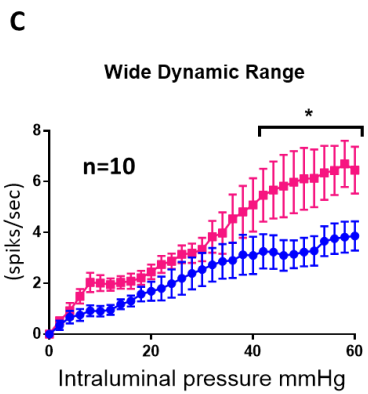 C
Wide Dynamic Range
*
8
n=10
6
(spiks/sec)
4
2
0
0 20 40 60
Intraluminal pressure mmHg